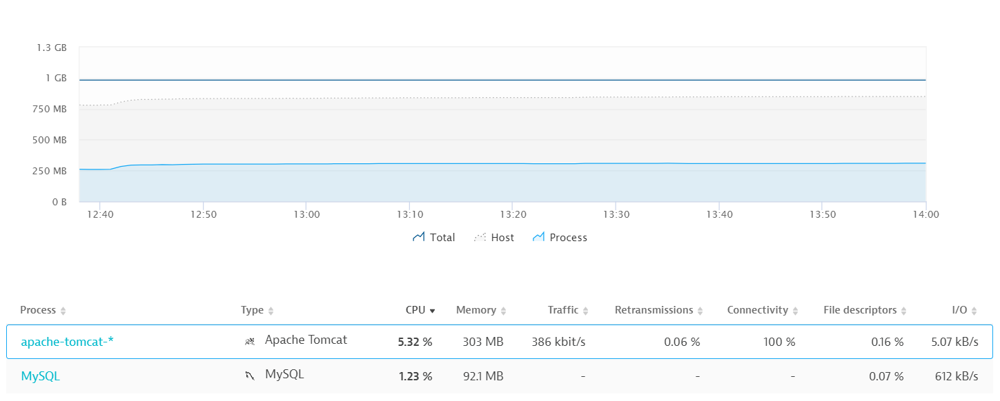 1.3 GB
1 GB
750 MB
500 MB
250 MB
0 B
12:40 12:50 13:00 13:10 13:20 13:30 13:40 13:50 14:00
Total Host Process
Process Type CPU Memory Traffic Retransmissions Connectivity File descriptors I/O
apache-tomcat-* Apache Tomcat 5.32 % 303 MB 386 kbit/s 0.06 % 100 % 0.16 % 5.07 kB/s
MySQL MySQL 1.23 % 92.1 MB - - - 0.07 % 612 kB/s